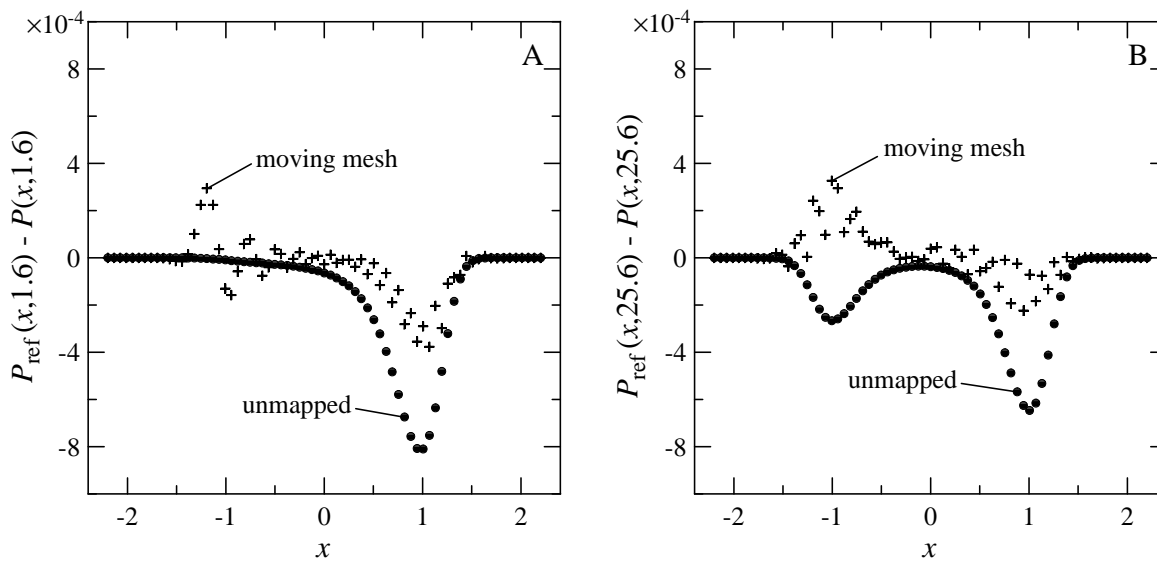 ×10⁻⁴
A
8
4
0
-4
-8
P_ref(x,1.6) - P(x,1.6)
moving mesh
unmapped
-2 -1 0 1 2
x
×10⁻⁴
B
8
4
0
-4
-8
P_ref(x,25.6) - P(x,25.6)
moving mesh
unmapped
-2 -1 0 1 2
x